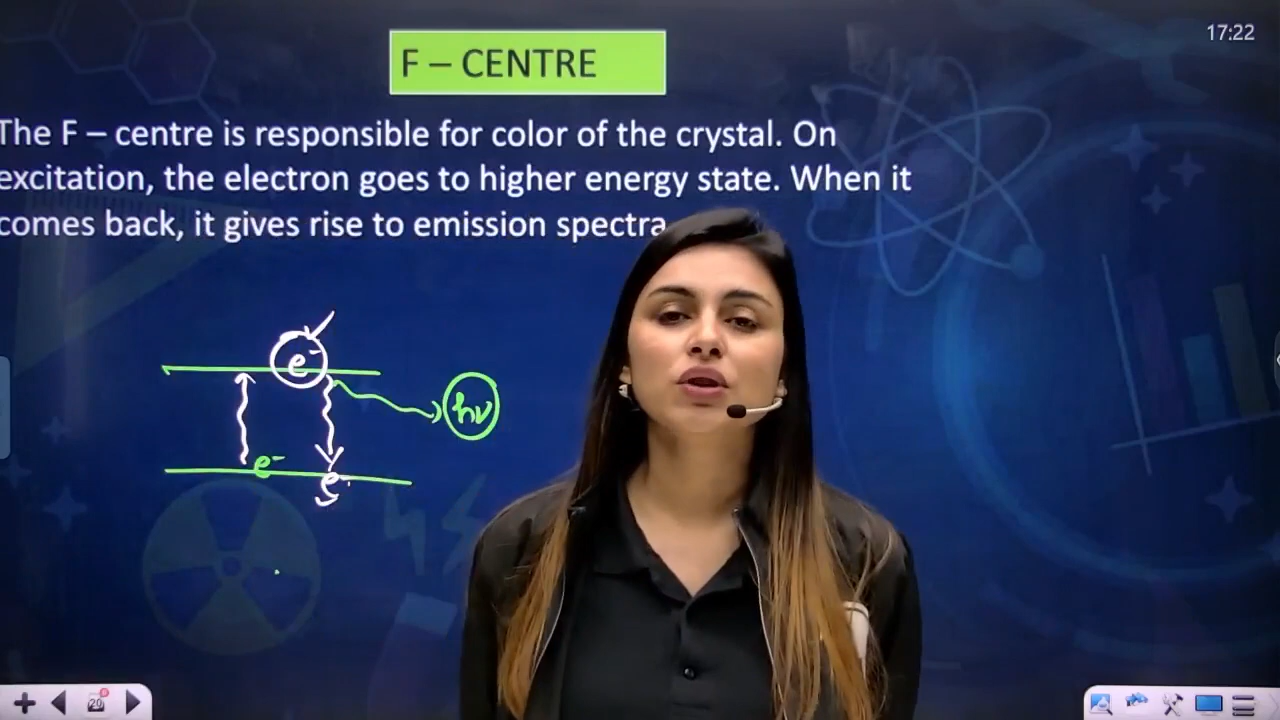 17:22
F – CENTRE
The F – centre is responsible for color of the crystal. On
excitation, the electron goes to higher energy state. When it
comes back, it gives rise to emission spectra
e⁻
hν
e⁻
e⁻
20